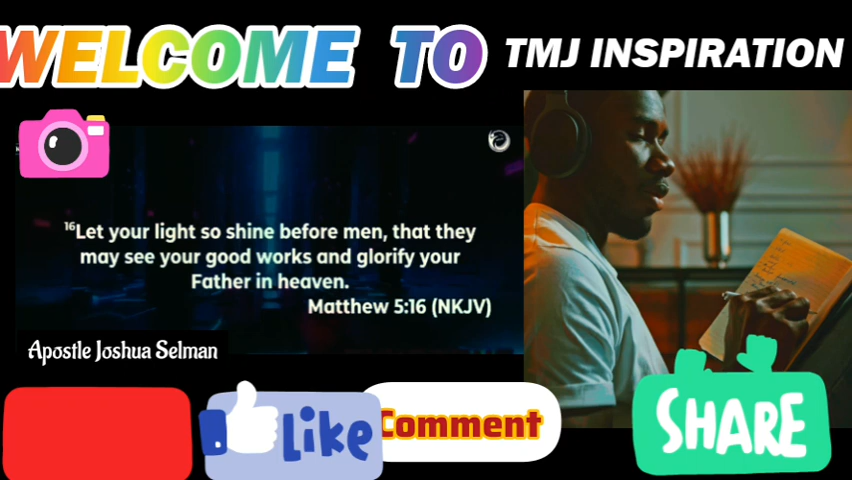 WELCOME TO
TMJ INSPIRATION
¹⁶Let your light so shine before men, that they
may see your good works and glorify your
Father in heaven.
Matthew 5:16 (NKJV)
Apostle Joshua Selman
Like
Comment
SHARE